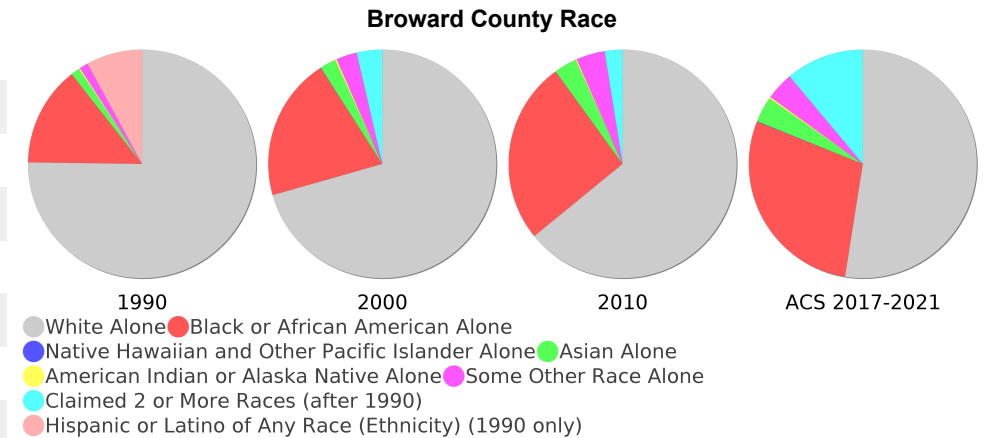 Broward County Race
1990 2000 2010 ACS 2017-2021
White Alone Black or African American Alone
Native Hawaiian and Other Pacific Islander Alone Asian Alone
American Indian or Alaska Native Alone Some Other Race Alone
Claimed 2 or More Races (after 1990)
Hispanic or Latino of Any Race (Ethnicity) (1990 only)